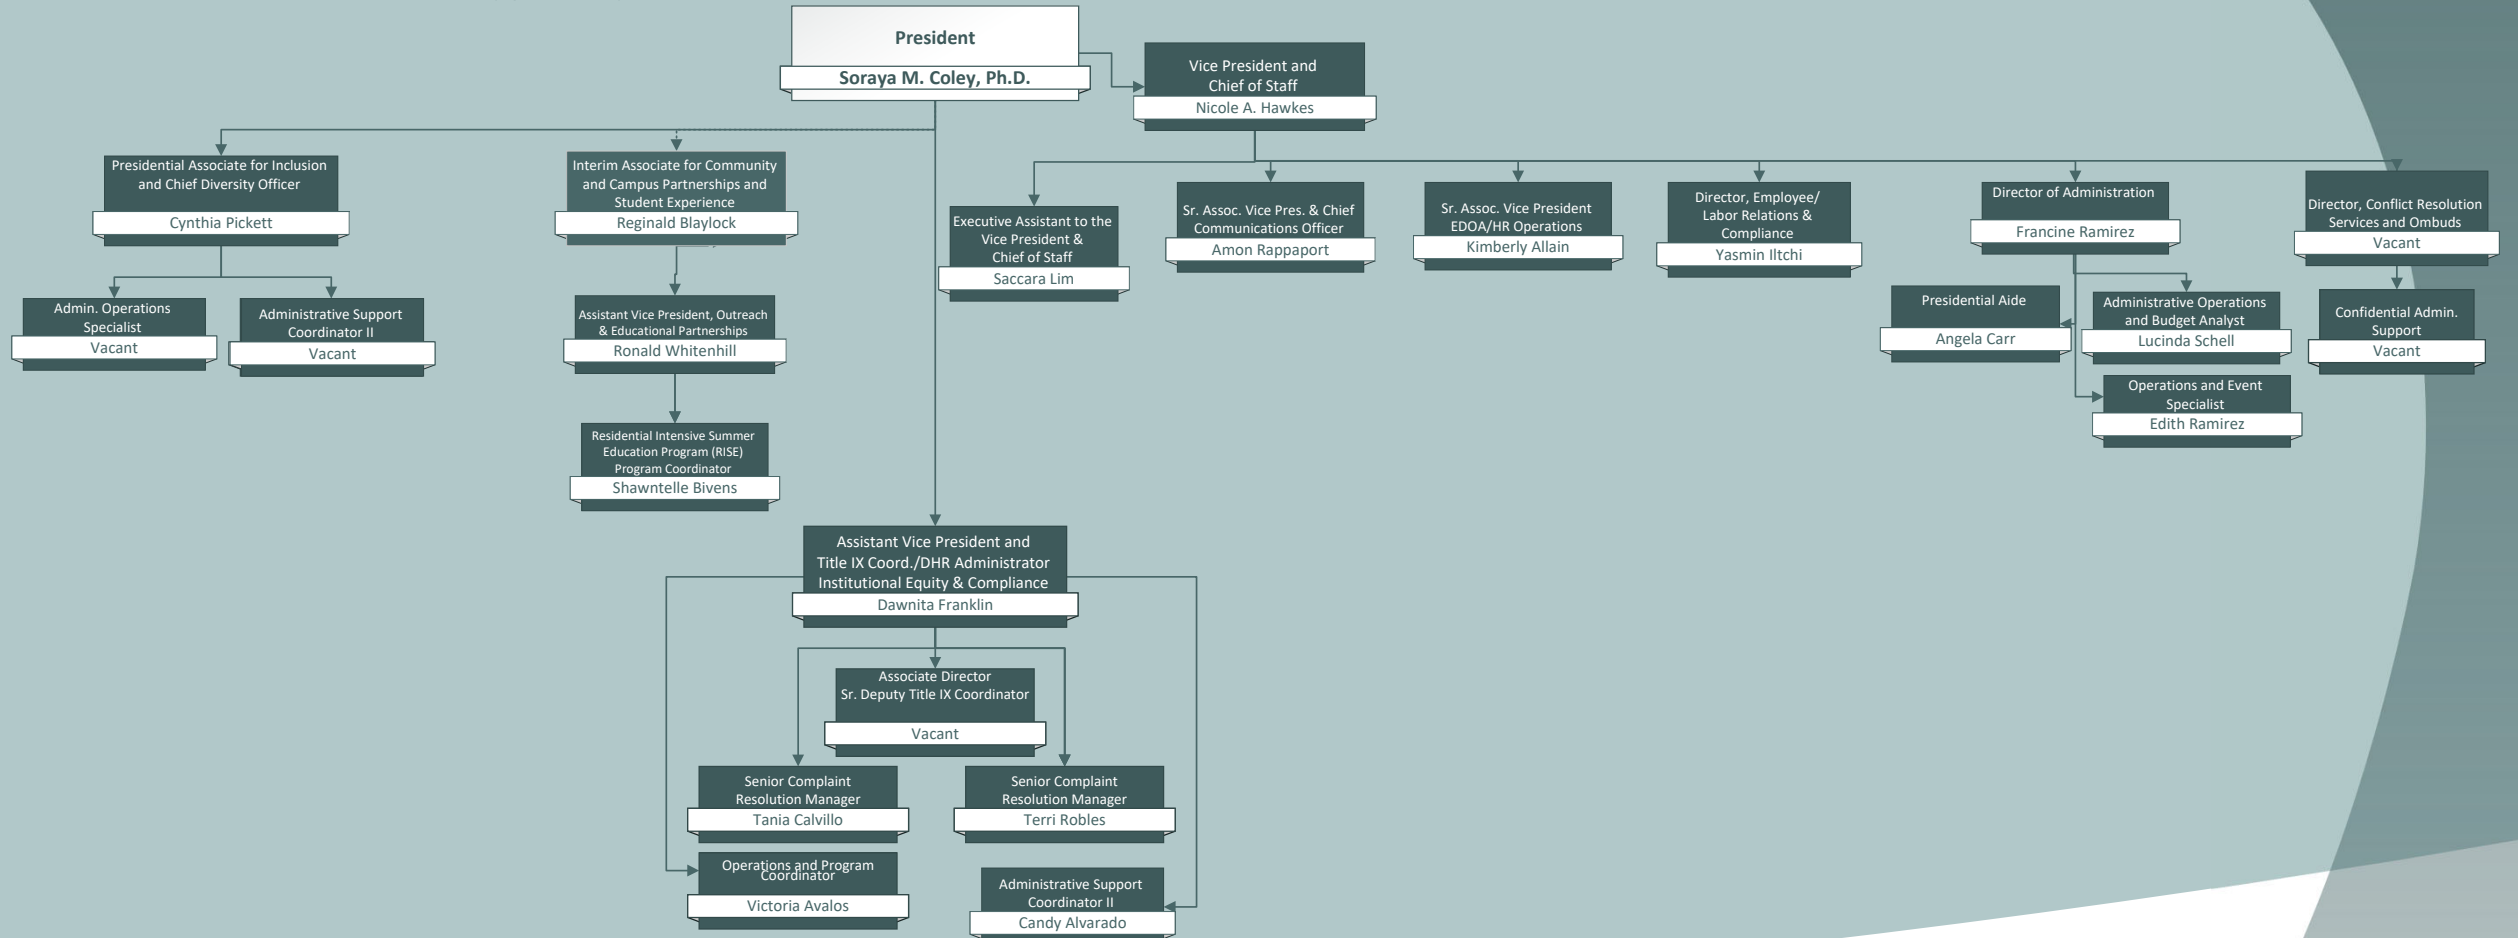 President
Soraya M. Coley, Ph.D.
Vice President and
Chief of Staff
Nicole A. Hawkes
Presidential Associate for Inclusion
and Chief Diversity Officer
Cynthia Pickett
Interim Associate for Community
and Campus Partnerships and
Student Experience
Reginald Blaylock
Executive Assistant to the
Vice President &
Chief of Staff
Saccara Lim
Sr. Assoc. Vice Pres. & Chief
Communications Officer
Amon Rappaport
Sr. Assoc. Vice President
EDOA/HR Operations
Kimberly Allain
Director, Employee/
Labor Relations &
Compliance
Yasmin Iltchi
Director of Administration
Francine Ramirez
Director, Conflict Resolution
Services and Ombuds
Vacant
Admin. Operations
Specialist
Vacant
Administrative Support
Coordinator II
Vacant
Assistant Vice President, Outreach
& Educational Partnerships
Ronald Whitenhill
Presidential Aide
Angela Carr
Administrative Operations
and Budget Analyst
Lucinda Schell
Confidential Admin.
Support
Vacant
Operations and Event
Specialist
Edith Ramirez
Residential Intensive Summer
Education Program (RISE)
Program Coordinator
Shawntelle Bivens
Assistant Vice President and
Title IX Coord./DHR Administrator
Institutional Equity & Compliance
Dawnita Franklin
Associate Director
Sr. Deputy Title IX Coordinator
Vacant
Senior Complaint
Resolution Manager
Tania Calvillo
Senior Complaint
Resolution Manager
Terri Robles
Operations and Program
Coordinator
Victoria Avalos
Administrative Support
Coordinator II
Candy Alvarado